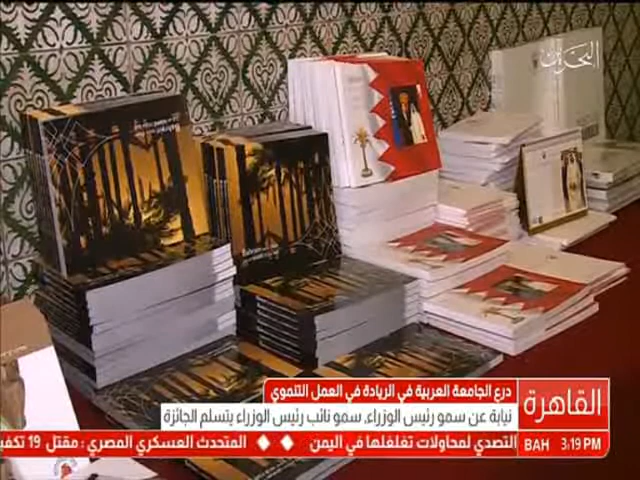 البحرين
درع الجامعة العربية في الريادة في العمل التنموي
القاهرة
نيابة عن سمو رئيس الوزراء، سمو نائب رئيس الوزراء يتسلم الجائزة
BAH 3:19 PM
التصدي لمحاولات تغلغلها في اليمن ◆◆ المتحدث العسكري المصري: مقتل 19 تكفي